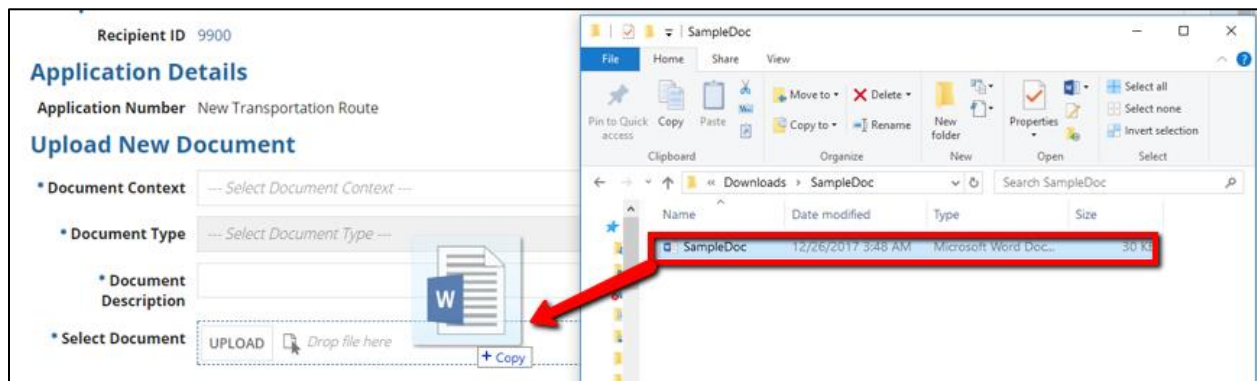 Recipient ID 9900
Application Details
Application Number New Transportation Route
Upload New Document
* Document Context --- Select Document Context ---
* Document Type --- Select Document Type ---
* Document
Description
* Select Document UPLOAD Drop file here
W
+ Copy
SampleDoc
File Home Share View
Pin to Quick
access
Copy
Paste
Move to
Copy to
Delete
Rename
New
folder
Properties
Select all
Select none
Invert selection
Clipboard Organize New Open Select
« Downloads › SampleDoc
Search SampleDoc
Name Date modified Type Size
SampleDoc 12/26/2017 3:48 AM Microsoft Word Doc... 30 KB